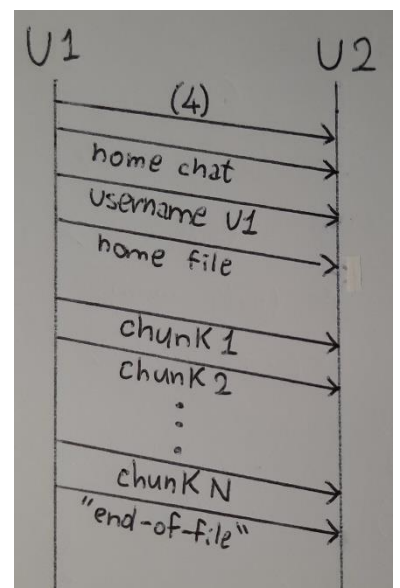 U1 U2
(4)
home chat
username U1
home file
chunk 1
chunk 2
chunk N
"end-of-file"